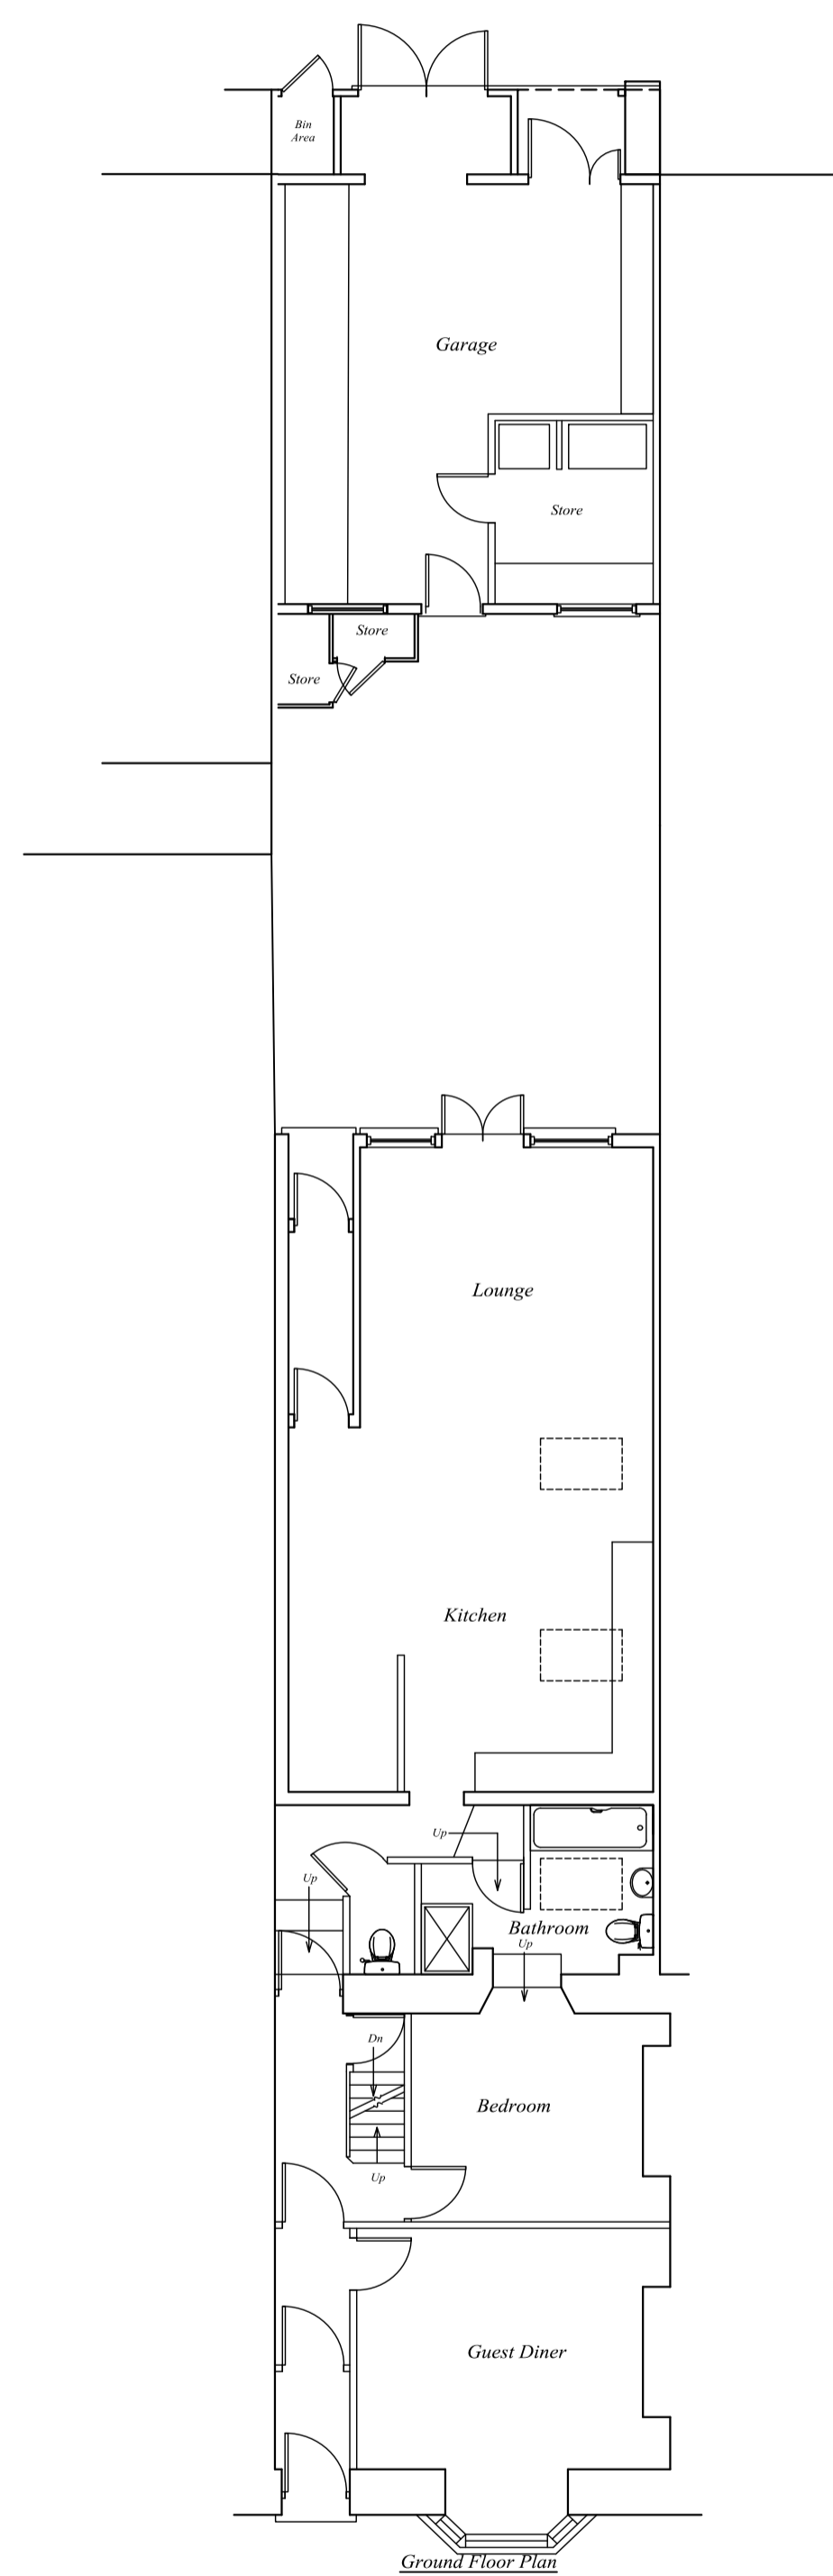 Bin
Area
Garage
Store
Store
Store
Lounge
Kitchen
Up
Up
Bathroom
Up
Dn
Bedroom
Up
Guest Diner
Ground Floor Plan